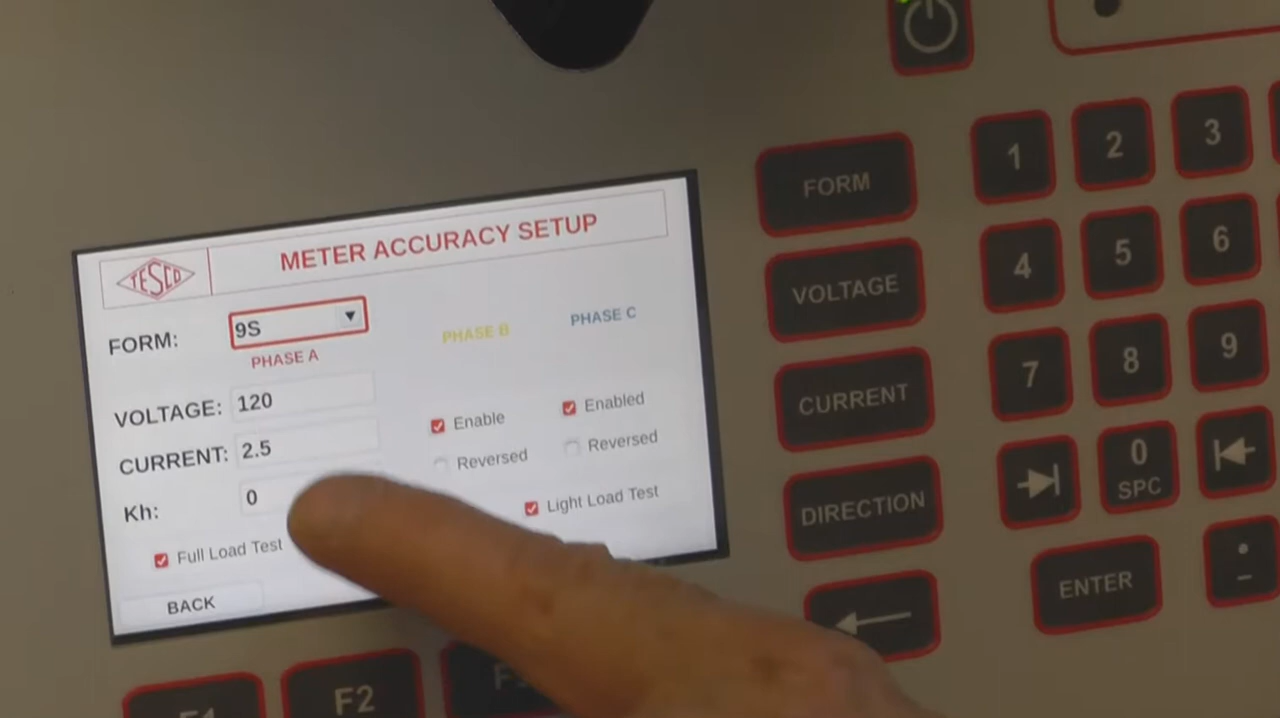 TESCO
METER ACCURACY SETUP
FORM: 9S
PHASE A PHASE B PHASE C
VOLTAGE: 120
Enable Enabled
CURRENT: 2.5
Reversed Reversed
Kh: 0
Full Load Test Light Load Test
BACK
F1 F2
FORM
VOLTAGE
CURRENT
DIRECTION
1 2 3
4 5 6
7 8 9
0
SPC
ENTER